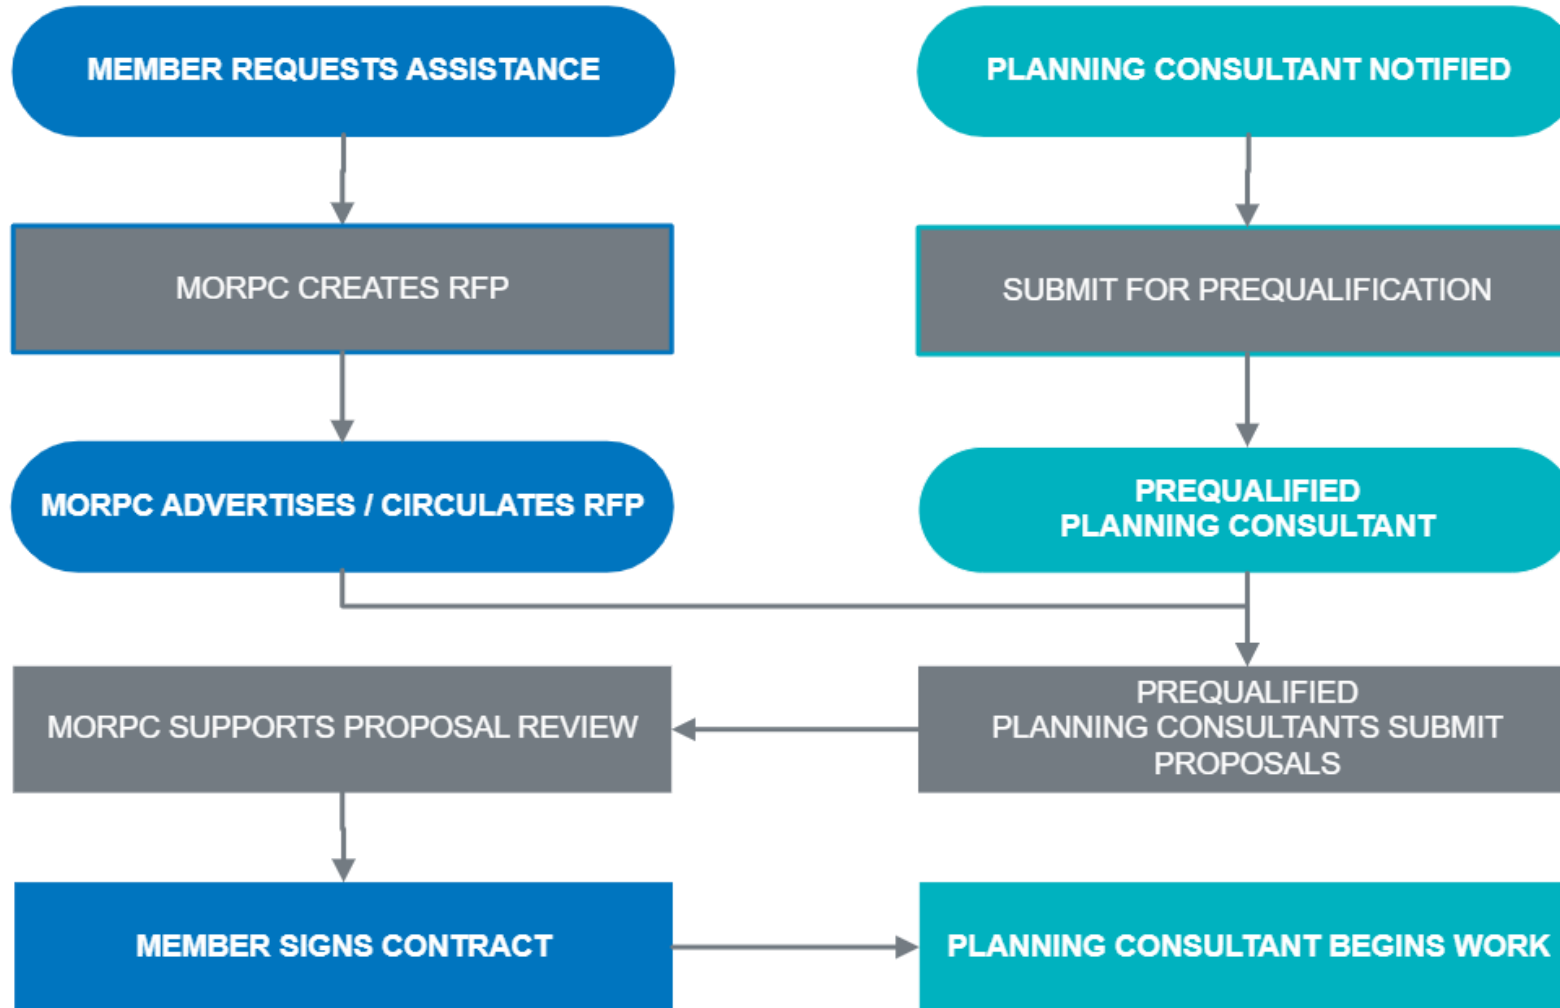 MEMBER REQUESTS ASSISTANCE
PLANNING CONSULTANT NOTIFIED
MORPC CREATES RFP
SUBMIT FOR PREQUALIFICATION
MORPC ADVERTISES / CIRCULATES RFP
PREQUALIFIED
PLANNING CONSULTANT
MORPC SUPPORTS PROPOSAL REVIEW
PREQUALIFIED
PLANNING CONSULTANTS SUBMIT
PROPOSALS
MEMBER SIGNS CONTRACT
PLANNING CONSULTANT BEGINS WORK